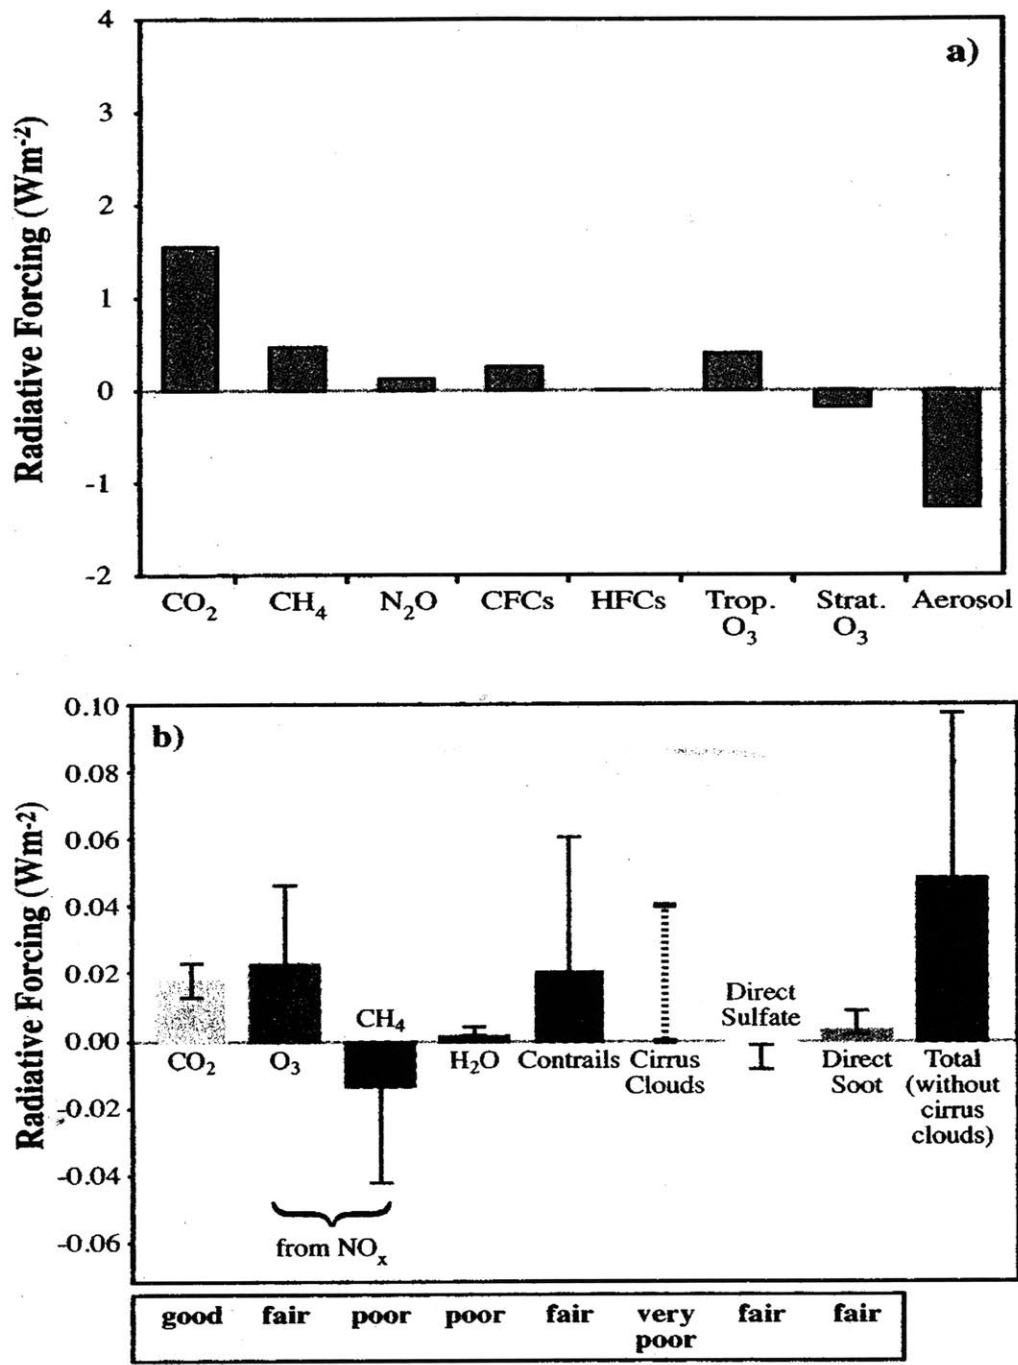 a)
Radiative Forcing (Wm-2)
4
3
2
1
0
-1
-2
CO2
CH4
N2O
CFCs
HFCs
Trop.
O3
Strat.
O3
Aerosol
b)
Radiative Forcing (Wm-2)
0.10
0.08
0.06
0.04
0.02
0.00
-0.02
-0.04
-0.06
CO2
O3
CH4
from NOx
H2O
Contrails
Cirrus
Clouds
Direct
Sulfate
Direct
Soot
Total
(without
cirrus
clouds)
good fair poor poor fair very poor fair fair